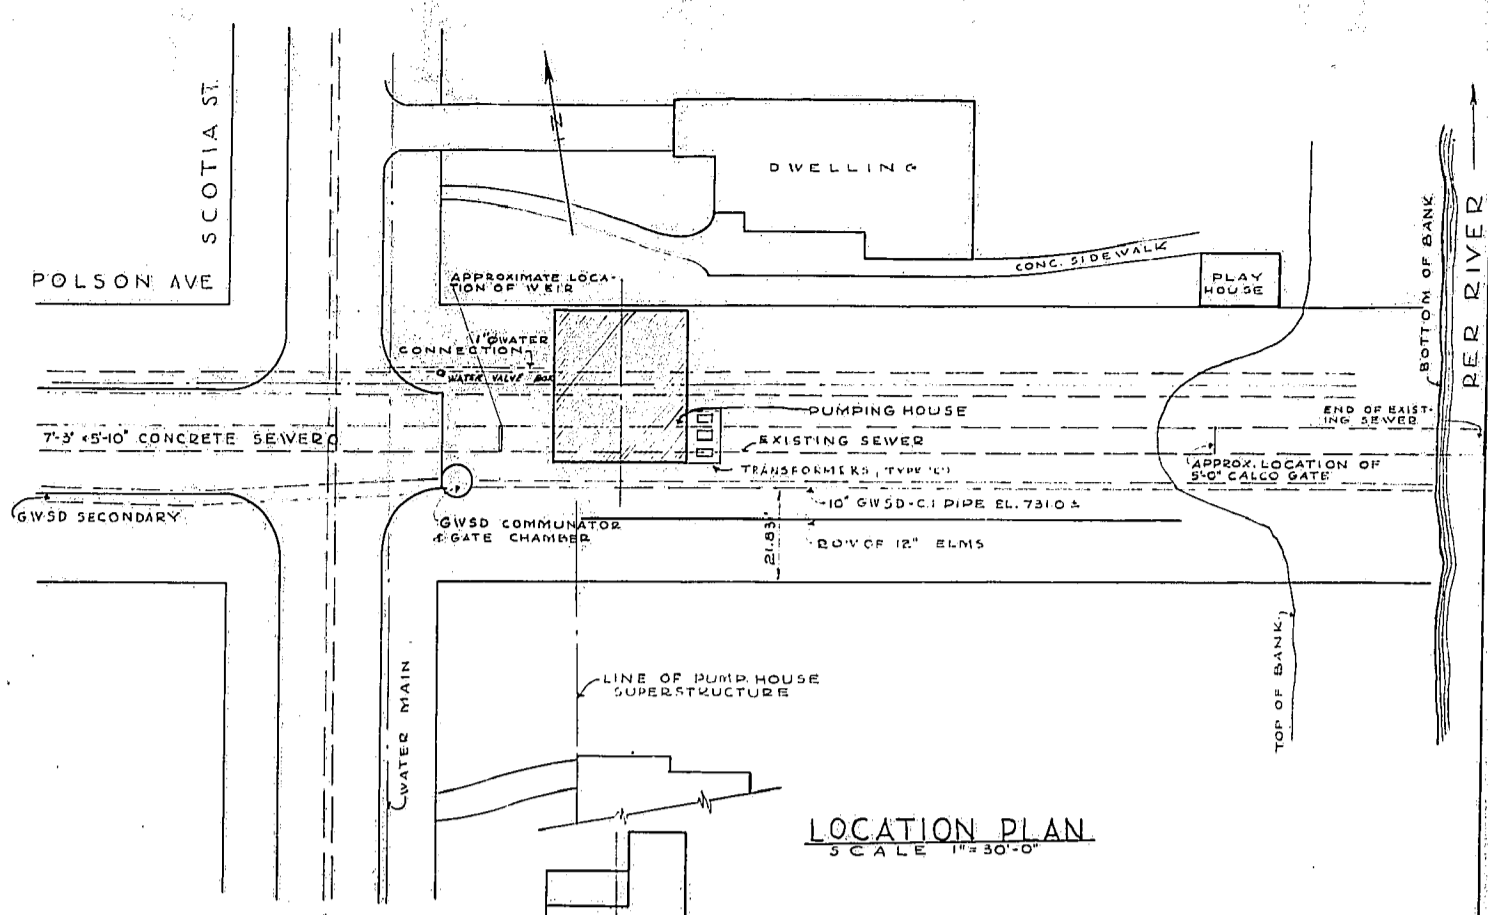 SCOTIA ST.
POLSON AVE
N
DWELLING
CONC. SIDEWALK
PLAY
HOUSE
BOTTOM OF BANK
RED RIVER
APPROXIMATE LOCA-
TION OF WEIR
1"Ø WATER
CONNECTION
WATER VALVE BOX
PUMPING HOUSE
EXISTING SEWER
TRANSFORMERS, TYPE
END OF EXIST-
ING SEWER
7'-3" x 5'-10" CONCRETE SEWER
APPROX. LOCATION OF
5'-0" CALCO GATE
GWSD SECONDARY
GWSD COMMUNATOR
& GATE CHAMBER
10" GWSD-C.I PIPE EL. 731.0 ±
21.83'
ROW OF 12" ELMS
TOP OF BANK
WATER MAIN
LINE OF PUMP HOUSE
SUPERSTRUCTURE
LOCATION PLAN
SCALE 1"=30'-0"